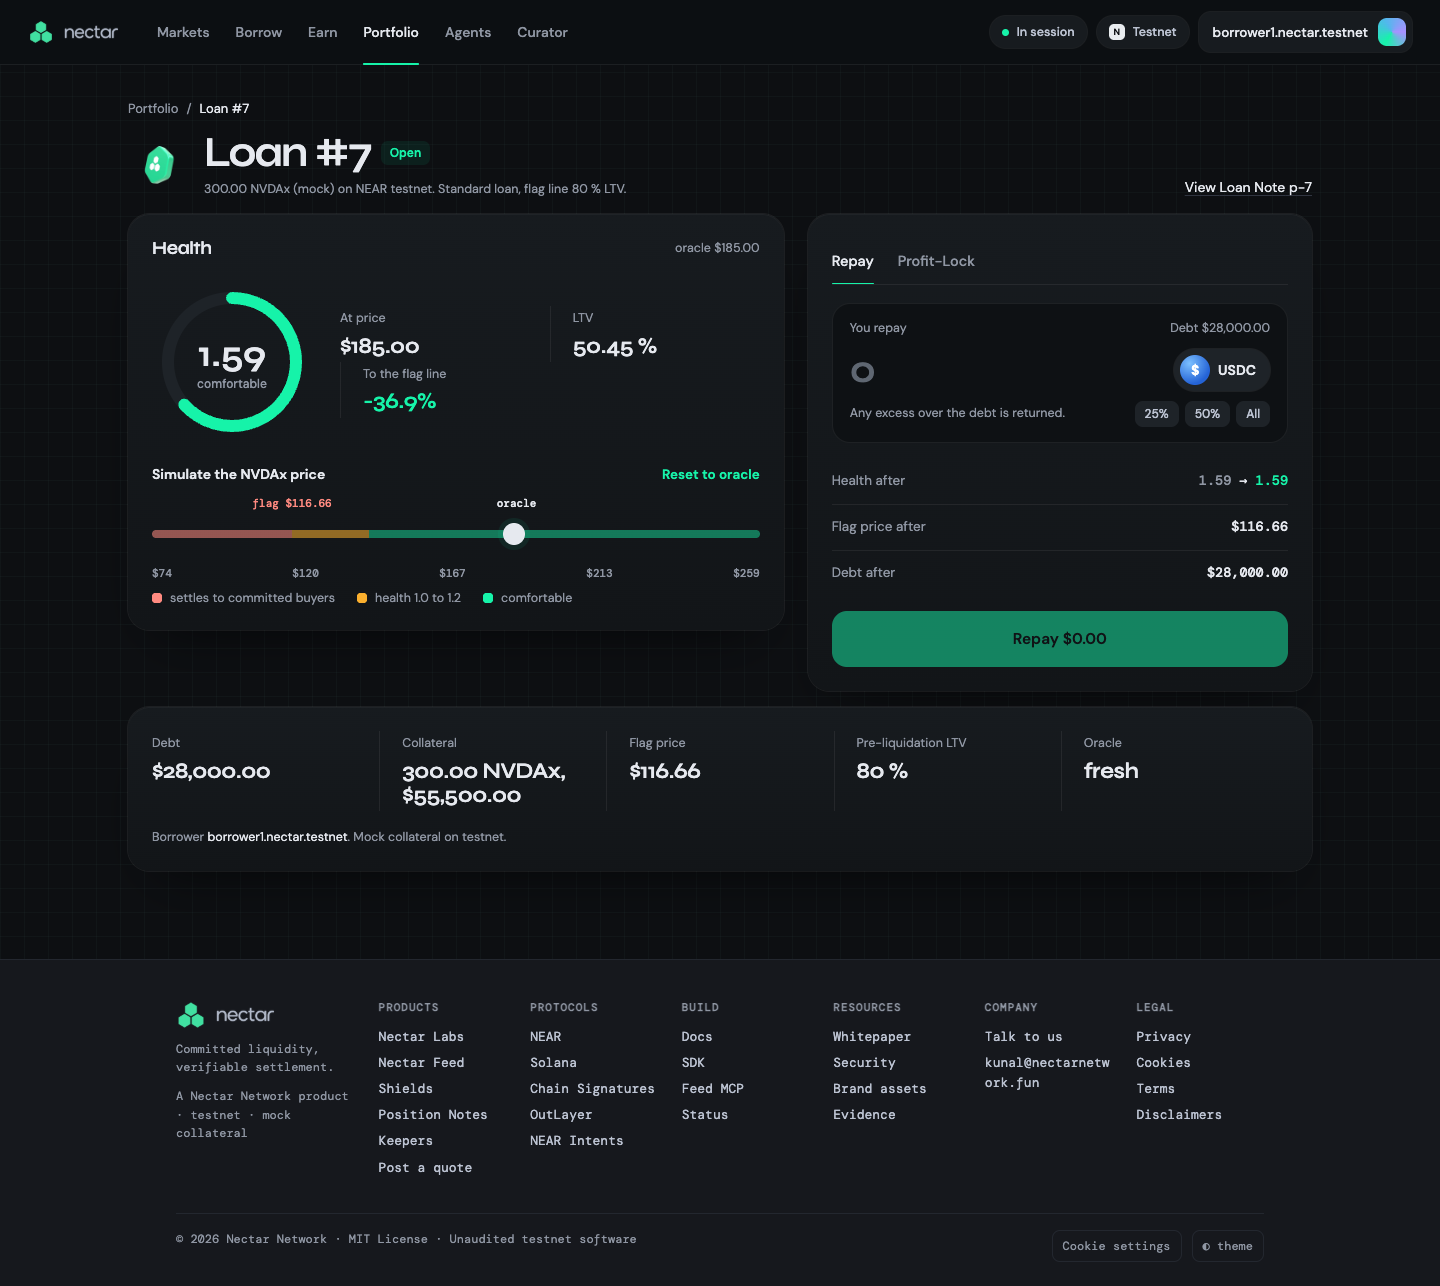 nectar
Markets
Borrow
Earn
Portfolio
Agents
Curator
In session
N Testnet
borrower1.nectar.testnet
Portfolio / Loan #7
Loan #7 Open
300.00 NVDAx (mock) on NEAR testnet. Standard loan, flag line 80 % LTV.
View Loan Note p-7
Health
oracle $185.00
1.59
comfortable
At price
$185.00
LTV
50.45 %
To the flag line
-36.9%
Simulate the NVDAx price
Reset to oracle
flag $116.66
oracle
$74
$120
$167
$213
$259
settles to committed buyers
health 1.0 to 1.2
comfortable
Repay
Profit-Lock
You repay
Debt $28,000.00
0
$ USDC
Any excess over the debt is returned.
25%
50%
All
Health after
1.59 → 1.59
Flag price after
$116.66
Debt after
$28,000.00
Repay $0.00
Debt
$28,000.00
Collateral
300.00 NVDAx,
$55,500.00
Flag price
$116.66
Pre-liquidation LTV
80 %
Oracle
fresh
Borrower borrower1.nectar.testnet. Mock collateral on testnet.
nectar
Committed liquidity,
verifiable settlement.
A Nectar Network product
· testnet · mock
collateral
PRODUCTS
Nectar Labs
Nectar Feed
Shields
Position Notes
Keepers
Post a quote
PROTOCOLS
NEAR
Solana
Chain Signatures
OutLayer
NEAR Intents
BUILD
Docs
SDK
Feed MCP
Status
RESOURCES
Whitepaper
Security
Brand assets
Evidence
COMPANY
Talk to us
kunal@nectarnetw
ork.fun
LEGAL
Privacy
Cookies
Terms
Disclaimers
© 2026 Nectar Network · MIT License · Unaudited testnet software
Cookie settings
◐ theme